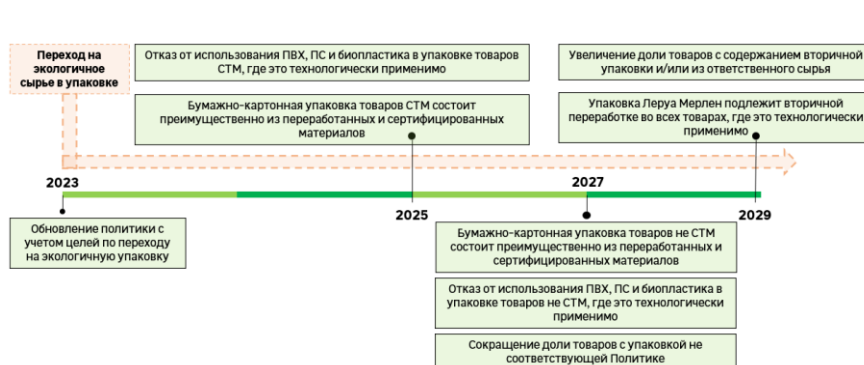 Переход на
экологичное
сырье в упаковке
Отказ от использования ПВХ, ПС и биопластика в упаковке товаров
СТМ, где это технологически применимо
Бумажно-картонная упаковка товаров СТМ состоит
преимущественно из переработанных и сертифицированных
материалов
Увеличение доли товаров с содержанием вторичной
упаковки и/или из ответственного сырья
Упаковка Леруа Мерлен подлежит вторичной
переработке во всех товарах, где это технологически
применимо
2023
2027
2025
2029
Обновление политики с
учетом целей по переходу
на экологичную упаковку
Бумажно-картонная упаковка товаров не СТМ
состоит преимущественно из переработанных и
сертифицированных материалов
Отказ от использования ПВХ, ПС и биопластика в
упаковке товаров не СТМ, где это технологически
применимо
Сокращение доли товаров с упаковкой не
соответствующей Политике